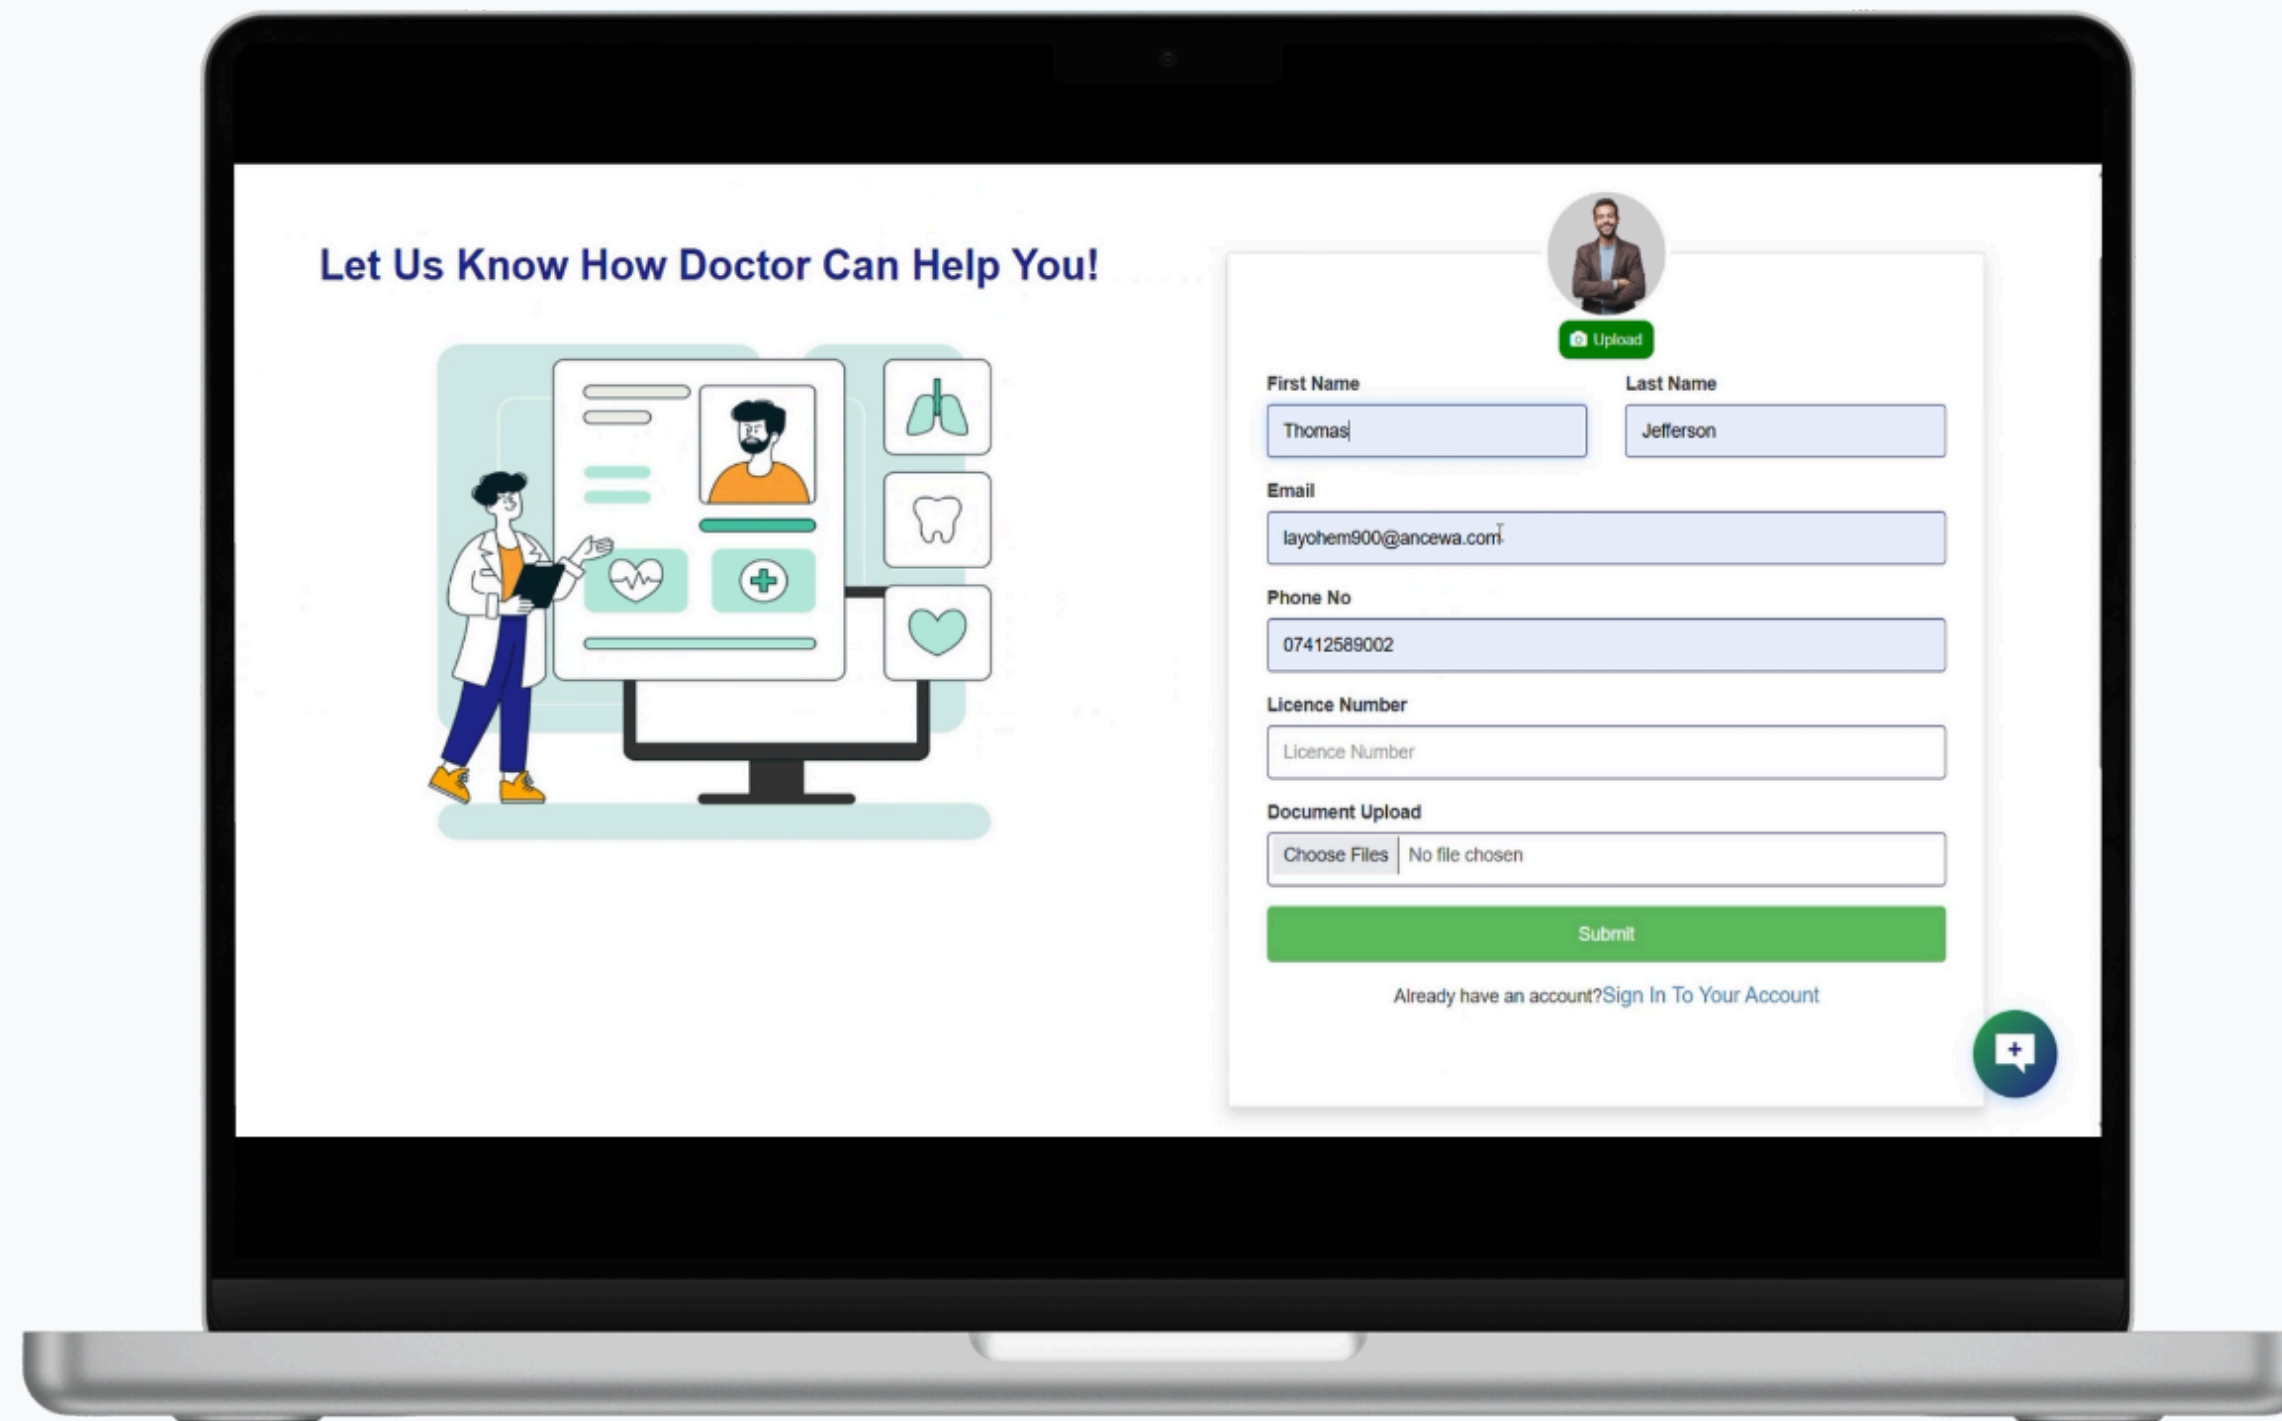 Let Us Know How Doctor Can Help You!
Upload
First Name
Last Name
Thomas
Jefferson
Email
layohem900@ancewa.com
Phone No
07412589002
Licence Number
Licence Number
Document Upload
Choose Files No file chosen
Submit
Already have an account?Sign In To Your Account